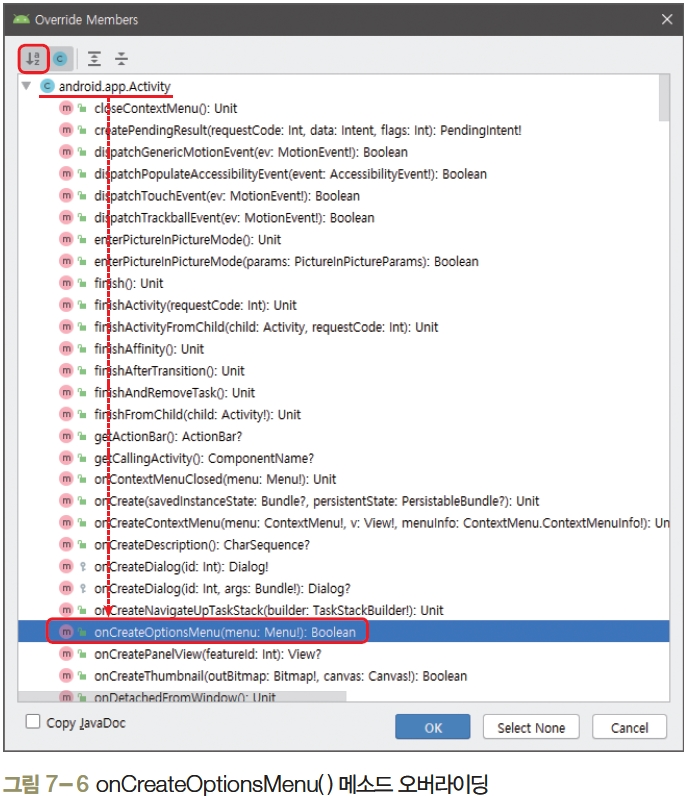 Override Members
android.app.Activity
closeContextMenu(): Unit
createPendingResult(requestCode: Int, data: Intent, flags: Int): PendingIntent!
dispatchGenericMotionEvent(ev: MotionEvent!): Boolean
dispatchPopulateAccessibilityEvent(event: AccessibilityEvent!): Boolean
dispatchTouchEvent(ev: MotionEvent!): Boolean
dispatchTrackballEvent(ev: MotionEvent!): Boolean
enterPictureInPictureMode(): Unit
enterPictureInPictureMode(params: PictureInPictureParams): Boolean
finish(): Unit
finishActivity(requestCode: Int): Unit
finishActivityFromChild(child: Activity, requestCode: Int): Unit
finishAffinity(): Unit
finishAfterTransition(): Unit
finishAndRemoveTask(): Unit
finishFromChild(child: Activity!): Unit
getActionBar(): ActionBar?
getCallingActivity(): ComponentName?
onContextMenuClosed(menu: Menu!): Unit
onCreate(savedInstanceState: Bundle?, persistentState: PersistableBundle?): Unit
onCreateContextMenu(menu: ContextMenu!, v: View!, menuInfo: ContextMenu.ContextMenuInfo!): Un
onCreateDescription(): CharSequence?
onCreateDialog(id: Int): Dialog!
onCreateDialog(id: Int, args: Bundle!): Dialog?
onCreateNavigateUpTaskStack(builder: TaskStackBuilder!): Unit
onCreateOptionsMenu(menu: Menu!): Boolean
onCreatePanelView(featureId: Int): View?
onCreateThumbnail(outBitmap: Bitmap!, canvas: Canvas!): Boolean
onDetachedFromWindow(): Unit
Copy JavaDoc
OK
Select None
Cancel
그림 7-6 onCreateOptionsMenu( ) 메소드 오버라이딩